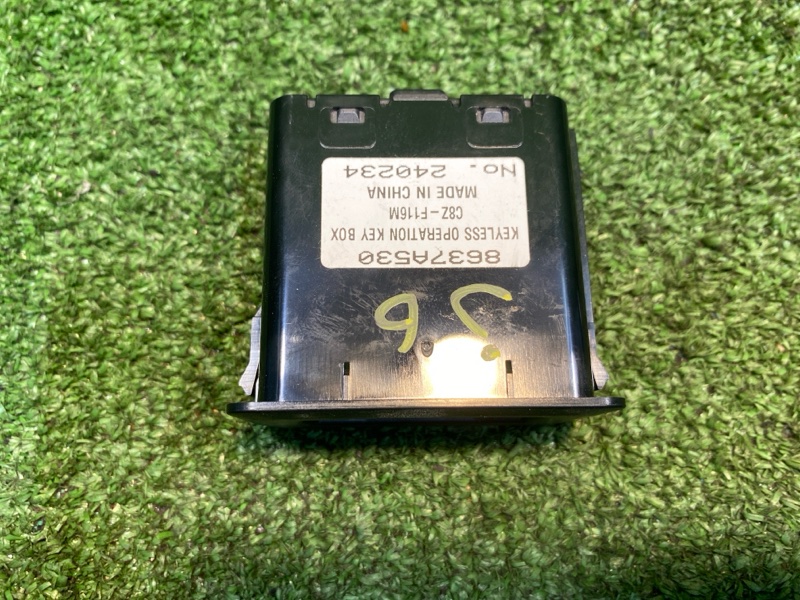 8637A530
KEYLESS OPERATION KEY BOX
C8Z-F116M
MADE IN CHINA
No. 240234